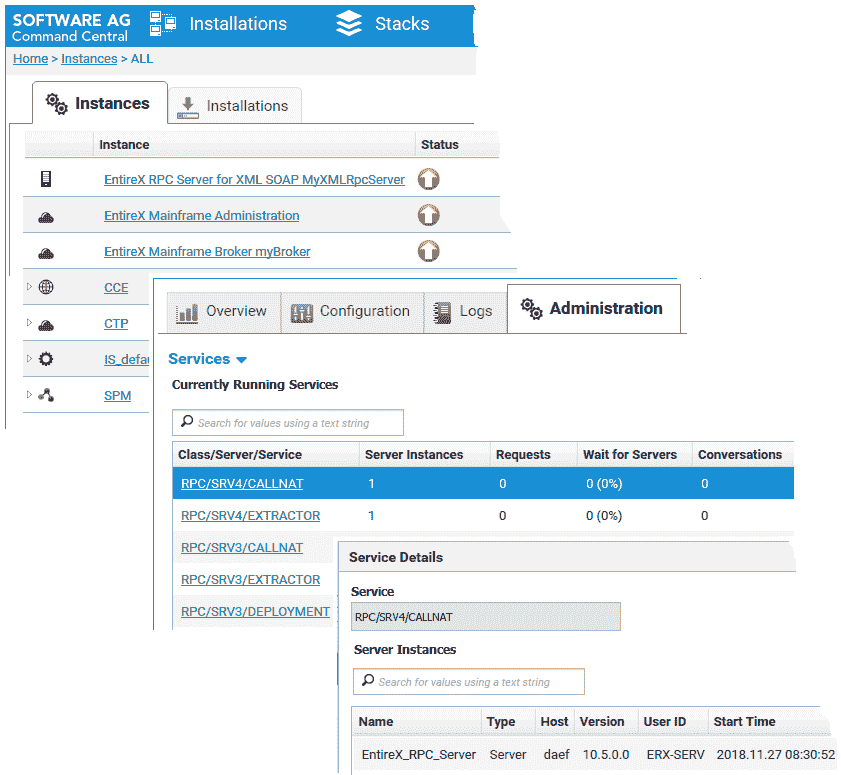 SOFTWARE AG
Command Central
Installations
Stacks
Home > Instances > ALL
Instances
Installations
Instance Status
EntireX RPC Server for XML SOAP MyXMLRpcServer
EntireX Mainframe Administration
EntireX Mainframe Broker myBroker
CCE
CTP
IS_defau
SPM
Overview Configuration Logs Administration
Services
Currently Running Services
Search for values using a text string
Class/Server/Service Server Instances Requests Wait for Servers Conversations
RPC/SRV4/CALLNAT 1 0 0 (0%) 0
RPC/SRV4/EXTRACTOR 1 0 0 (0%) 0
RPC/SRV3/CALLNAT
RPC/SRV3/EXTRACTOR
RPC/SRV3/DEPLOYMENT
Service Details
Service
RPC/SRV4/CALLNAT
Server Instances
Search for values using a text string
Name Type Host Version User ID Start Time
EntireX_RPC_Server Server daef 10.5.0.0 ERX-SERV 2018.11.27 08:30:52